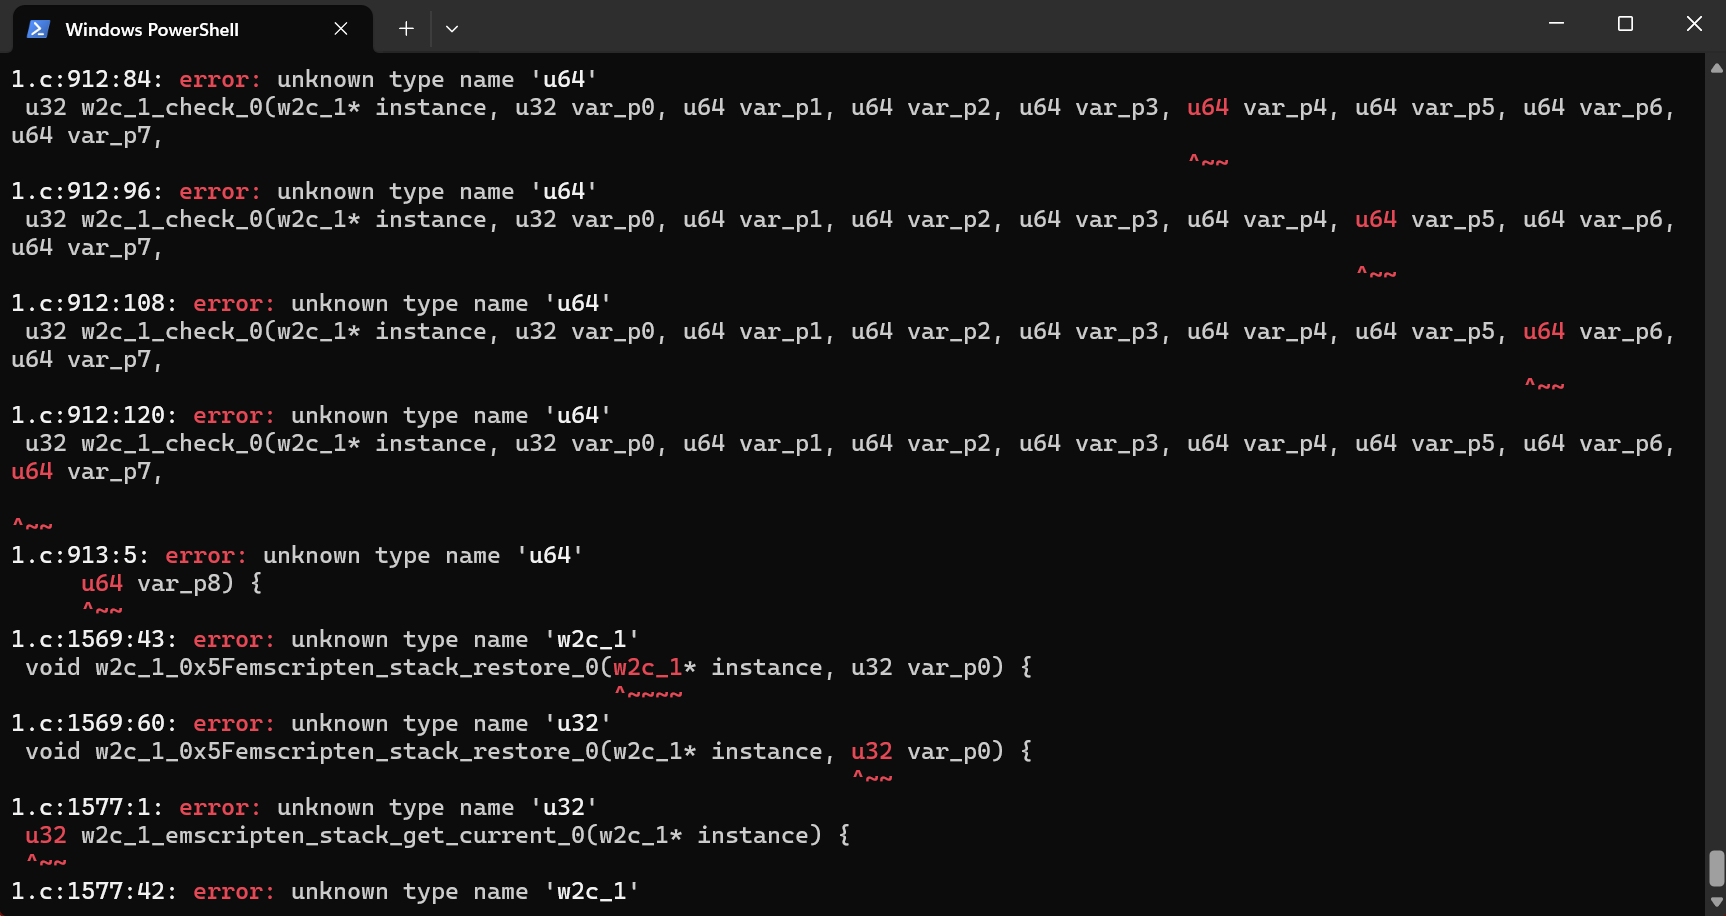 Windows PowerShell
1.c:912:84: error: unknown type name 'u64'
u32 w2c_1_check_0(w2c_1* instance, u32 var_p0, u64 var_p1, u64 var_p2, u64 var_p3, u64 var_p4, u64 var_p5, u64 var_p6,
u64 var_p7,
^~~
1.c:912:96: error: unknown type name 'u64'
u32 w2c_1_check_0(w2c_1* instance, u32 var_p0, u64 var_p1, u64 var_p2, u64 var_p3, u64 var_p4, u64 var_p5, u64 var_p6,
u64 var_p7,
^~~
1.c:912:108: error: unknown type name 'u64'
u32 w2c_1_check_0(w2c_1* instance, u32 var_p0, u64 var_p1, u64 var_p2, u64 var_p3, u64 var_p4, u64 var_p5, u64 var_p6,
u64 var_p7,
^~~
1.c:912:120: error: unknown type name 'u64'
u32 w2c_1_check_0(w2c_1* instance, u32 var_p0, u64 var_p1, u64 var_p2, u64 var_p3, u64 var_p4, u64 var_p5, u64 var_p6,
u64 var_p7,
^~~
1.c:913:5: error: unknown type name 'u64'
u64 var_p8) {
^~~
1.c:1569:43: error: unknown type name 'w2c_1'
void w2c_1_0x5Femscripten_stack_restore_0(w2c_1* instance, u32 var_p0) {
^~~~~
1.c:1569:60: error: unknown type name 'u32'
void w2c_1_0x5Femscripten_stack_restore_0(w2c_1* instance, u32 var_p0) {
^~~
1.c:1577:1: error: unknown type name 'u32'
u32 w2c_1_emscripten_stack_get_current_0(w2c_1* instance) {
^~~
1.c:1577:42: error: unknown type name 'w2c_1'